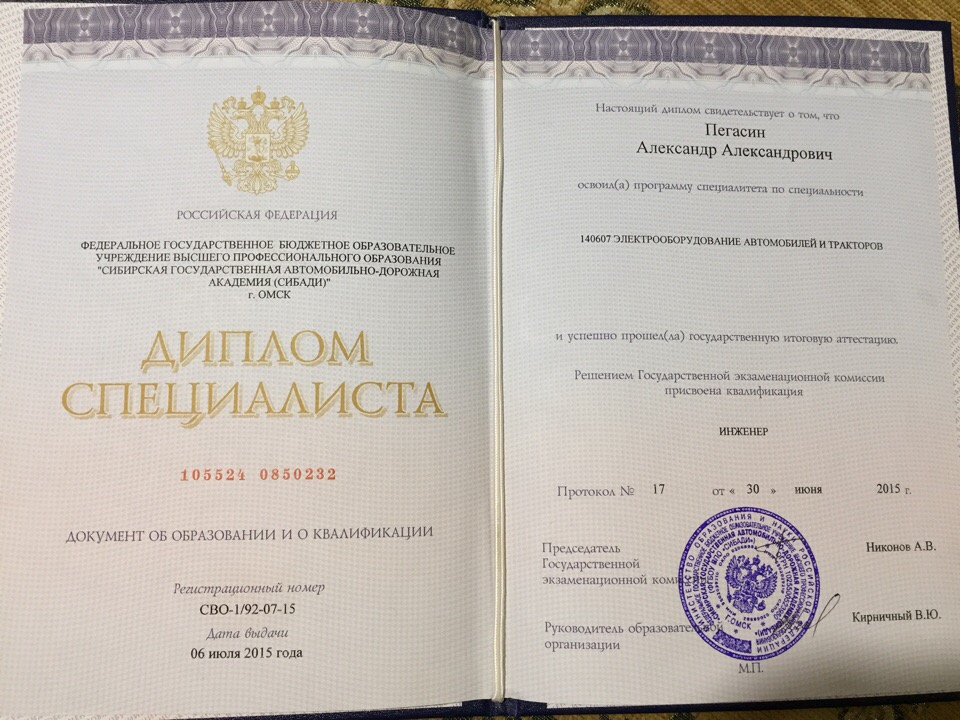 РОССИЙСКАЯ ФЕДЕРАЦИЯ
ФЕДЕРАЛЬНОЕ ГОСУДАРСТВЕННОЕ БЮДЖЕТНОЕ ОБРАЗОВАТЕЛЬНОЕ
УЧРЕЖДЕНИЕ ВЫСШЕГО ПРОФЕССИОНАЛЬНОГО ОБРАЗОВАНИЯ
"СИБИРСКАЯ ГОСУДАРСТВЕННАЯ АВТОМОБИЛЬНО-ДОРОЖНАЯ
АКАДЕМИЯ (СИБАДИ)"
г. ОМСК
ДИПЛОМ
СПЕЦИАЛИСТА
105524 0850232
ДОКУМЕНТ ОБ ОБРАЗОВАНИИ И О КВАЛИФИКАЦИИ
Регистрационный номер
СВО-1/92-07-15
Дата выдачи
06 июля 2015 года
Настоящий диплом свидетельствует о том, что
Пегасин
Александр Александрович
освоил(а) программу специалитета по специальности
140607 ЭЛЕКТРООБОРУДОВАНИЕ АВТОМОБИЛЕЙ И ТРАКТОРОВ
и успешно прошел(ла) государственную итоговую аттестацию.
Решением Государственной экзаменационной комиссии
присвоена квалификация
ИНЖЕНЕР
Протокол № 17 от « 30 » июня 2015 г.
Председатель
Государственной
экзаменационной
Никонов А.В.
Руководитель образовательной
организации
Кирничный В.Ю.
М.П.
Г.ОМСК